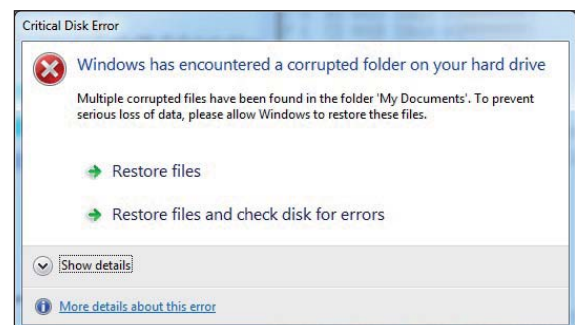 Critical Disk Error
Windows has encountered a corrupted folder on your hard drive
Multiple corrupted files have been found in the folder 'My Documents'. To prevent
serious loss of data, please allow Windows to restore these files.
Restore files
Restore files and check disk for errors
Show details
More details about this error